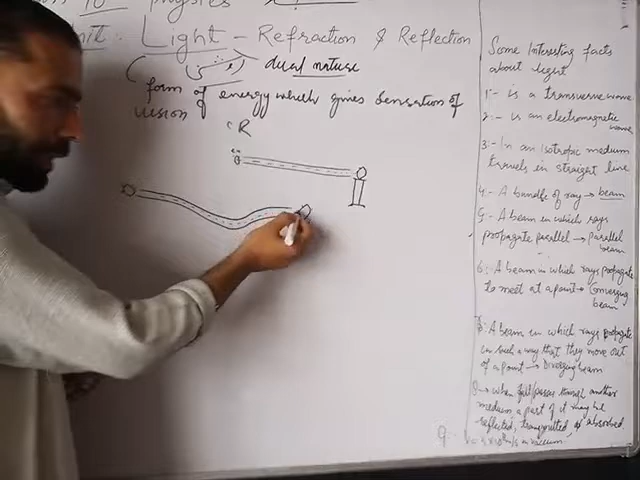 10 Physics
Unit: Light - Refraction & Reflection
dual nature
form of energy which gives sensation of
vision
R
Some Interesting facts
about light
1:- is a transverse wave
2:- is an electromagnetic
wave
3:- In an isotropic medium
travels in straight line
4:- A bundle of ray → beam
5:- A beam in which rays
propagate parallel → parallel
beam
6:- A beam in which rays propagate
to meet at a point → Converging
beam
7:- A beam in which rays propagate
in such a way that they move out
of a point → Diverging beam
8:- when fall/passes through another
medium, a part of it may be
reflected, transmitted, or absorbed
9- in vacuum